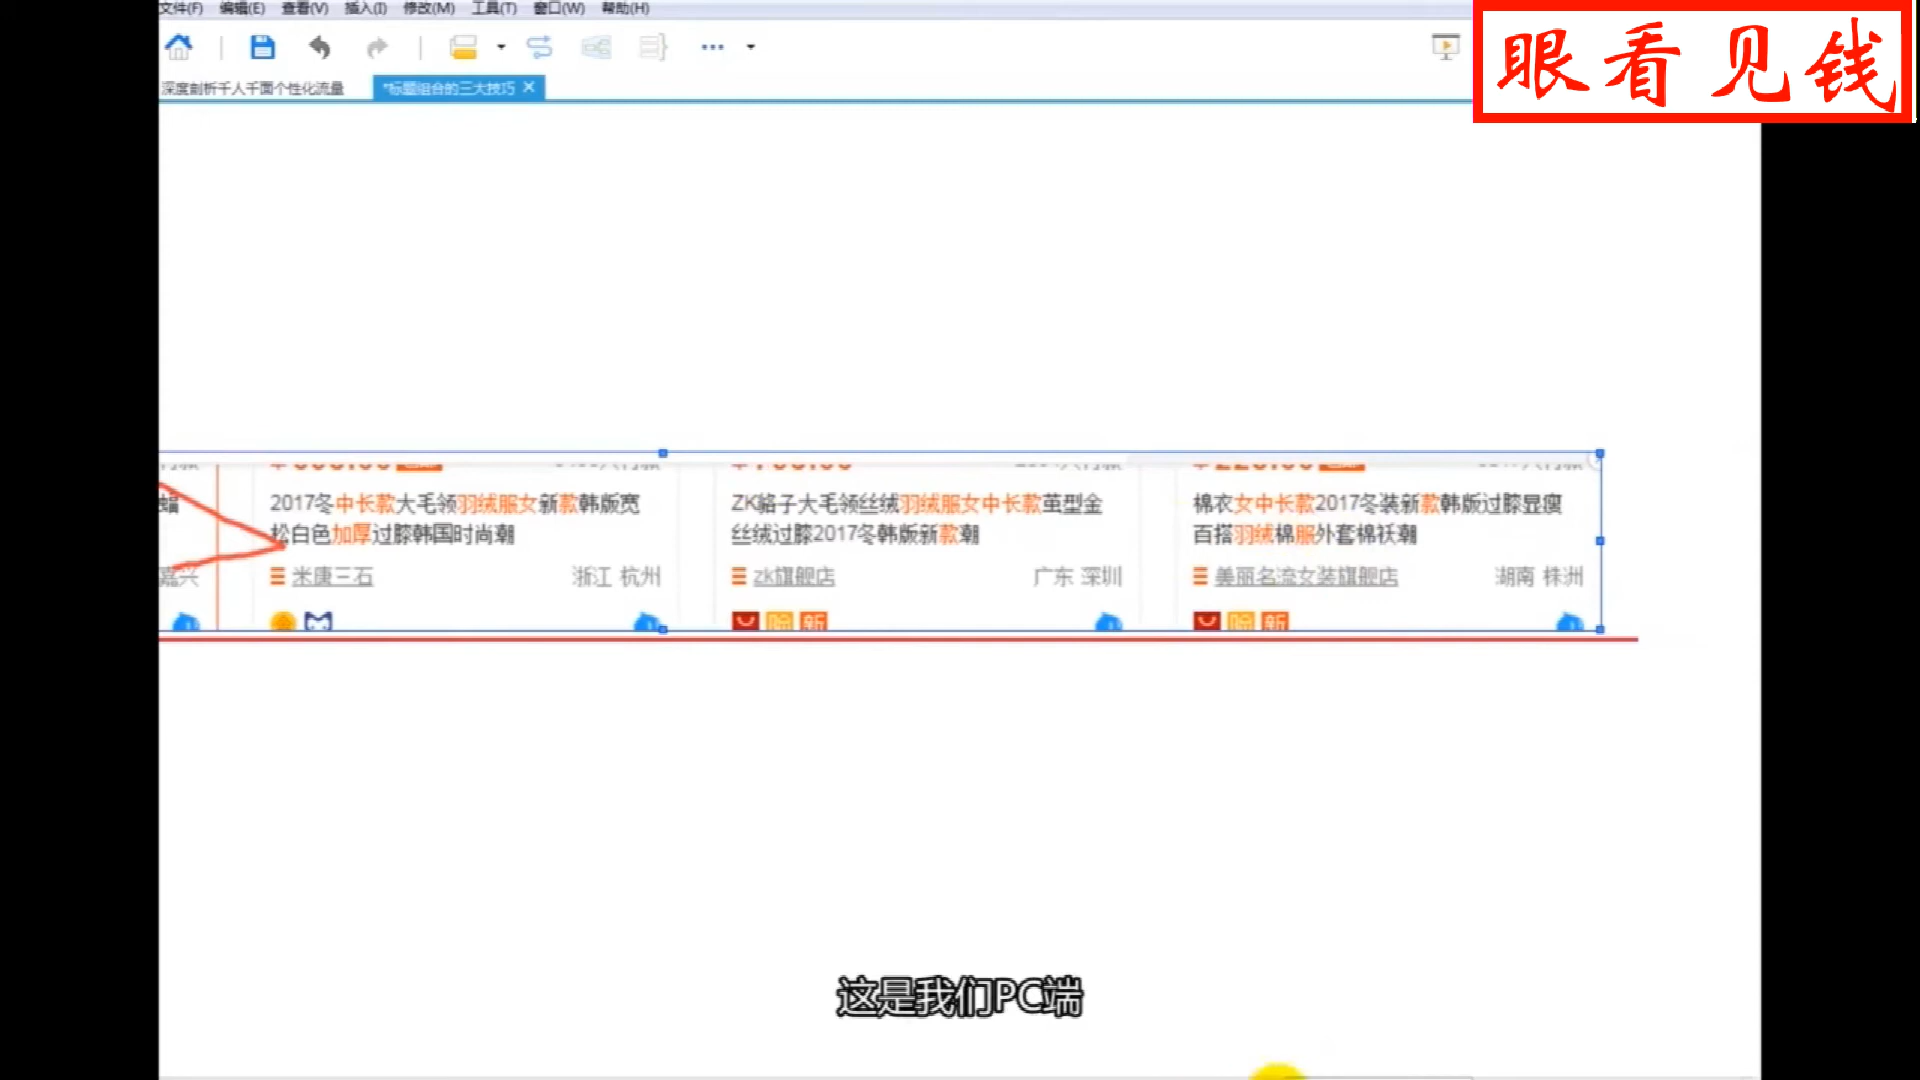 文件(F) 编辑(E) 查看(V) 插入(I) 修改(M) 工具(T) 窗口(W) 帮助(H)
眼看见钱
深度剖析千人千面个性化流量
*标题组合的三大技巧
2017冬中长款大毛领羽绒服女新款韩版宽
松白色加厚过膝韩国时尚潮
米唐三石
浙江 杭州
ZK貉子大毛领丝绒羽绒服女中长款茧型金
丝绒过膝2017冬韩版新款潮
zk旗舰店
广东 深圳
棉衣女中长款2017冬装新款韩版过膝显瘦
百搭羽绒棉服外套棉袄潮
美丽名流女装旗舰店
湖南 株洲
嘉兴
新
新
这是我们PC端